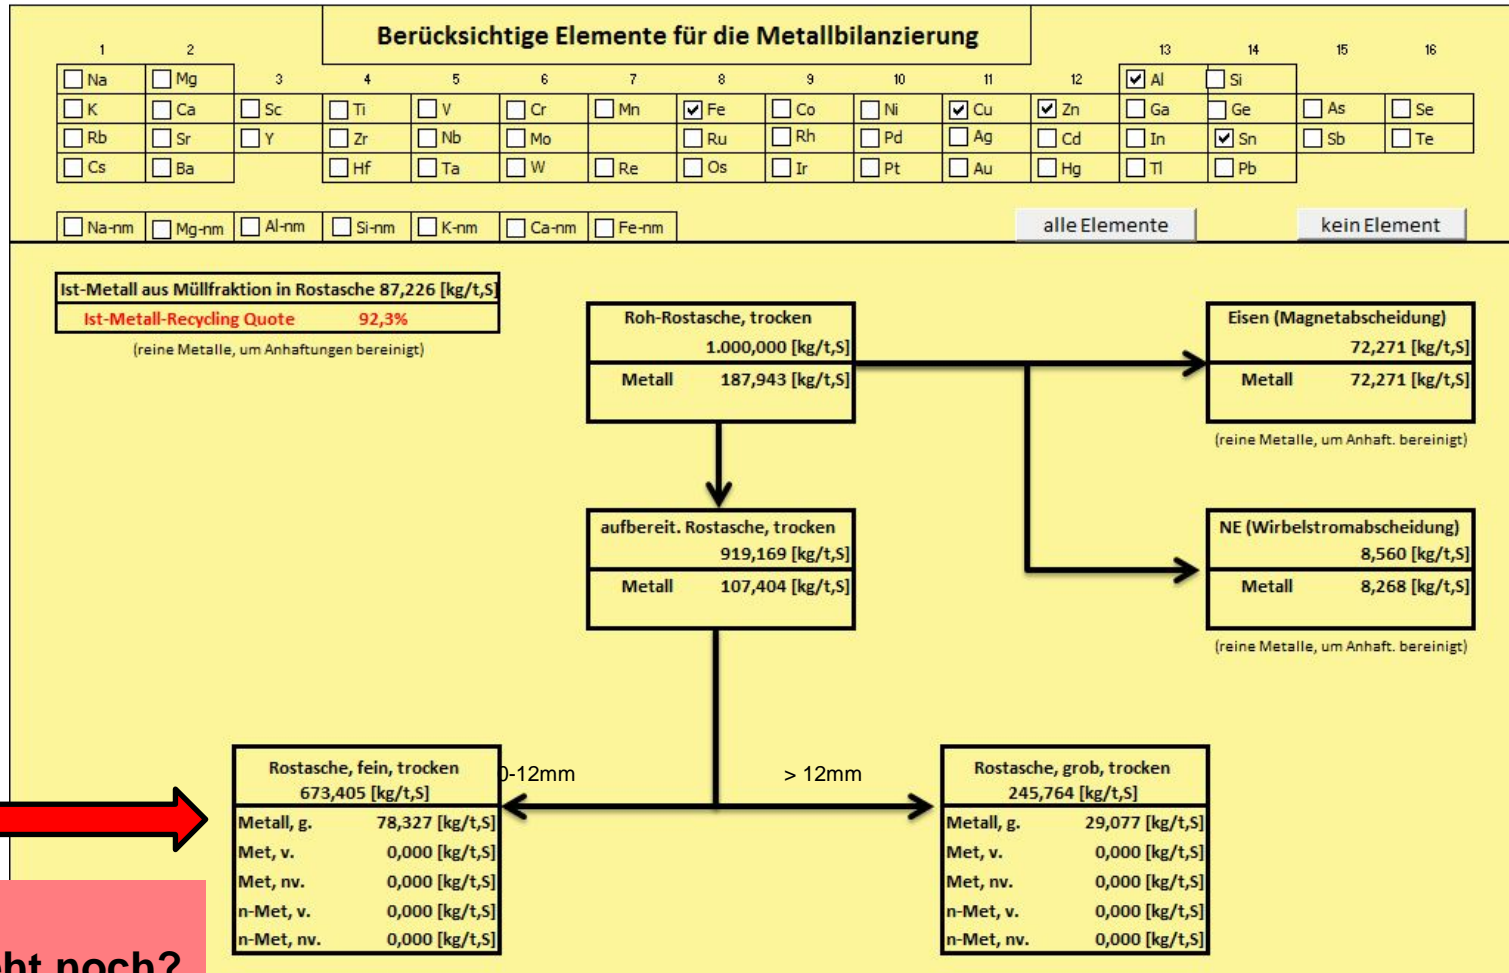 Berücksichtige Elemente für die Metallbilanzierung
1 2 13 14 15 16
Na Mg 3 4 5 6 7 8 9 10 11 12 Al Si
K Ca Sc Ti V Cr Mn Fe Co Ni Cu Zn Ga Ge As Se
Rb Sr Y Zr Nb Mo Ru Rh Pd Ag Cd In Sn Sb Te
Cs Ba Hf Ta W Re Os Ir Pt Au Hg Tl Pb
Na-nm Mg-nm Al-nm Si-nm K-nm Ca-nm Fe-nm alle Elemente kein Element
Ist-Metall aus Müllfraktion in Rostasche 87,226 [kg/t,S]
Ist-Metall-Recycling Quote 92,3%
(reine Metalle, um Anhaftungen bereinigt)
Roh-Rostasche, trocken
1.000,000 [kg/t,S]
Metall 187,943 [kg/t,S]
Eisen (Magnetabscheidung)
72,271 [kg/t,S]
Metall 72,271 [kg/t,S]
(reine Metalle, um Anhaft. bereinigt)
aufbereit. Rostasche, trocken
919,169 [kg/t,S]
Metall 107,404 [kg/t,S]
NE (Wirbelstromabscheidung)
8,560 [kg/t,S]
Metall 8,268 [kg/t,S]
(reine Metalle, um Anhaft. bereinigt)
0-12mm > 12mm
Rostasche, fein, trocken
673,405 [kg/t,S]
Metall, g. 78,327 [kg/t,S]
Met, v. 0,000 [kg/t,S]
Met, nv. 0,000 [kg/t,S]
n-Met, v. 0,000 [kg/t,S]
n-Met, nv. 0,000 [kg/t,S]
Rostasche, grob, trocken
245,764 [kg/t,S]
Metall, g. 29,077 [kg/t,S]
Met, v. 0,000 [kg/t,S]
Met, nv. 0,000 [kg/t,S]
n-Met, v. 0,000 [kg/t,S]
n-Met, nv. 0,000 [kg/t,S]
noch?